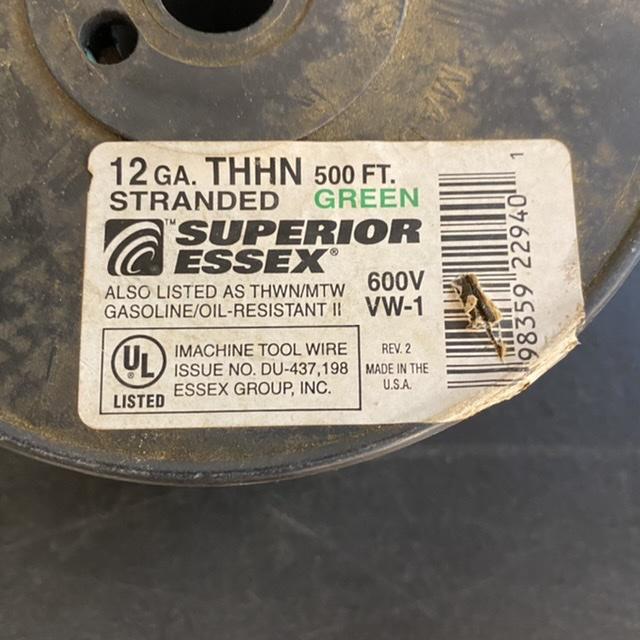 12 GA. THHN 500 FT.
STRANDED GREEN
™ SUPERIOR
ESSEX®
ALSO LISTED AS THWN/MTW
GASOLINE/OIL-RESISTANT II
600V
VW-1
UL
LISTED
IMACHINE TOOL WIRE
ISSUE NO. DU-437,198
ESSEX GROUP, INC.
REV. 2
MADE IN THE
U.S.A.
98359 22940 1